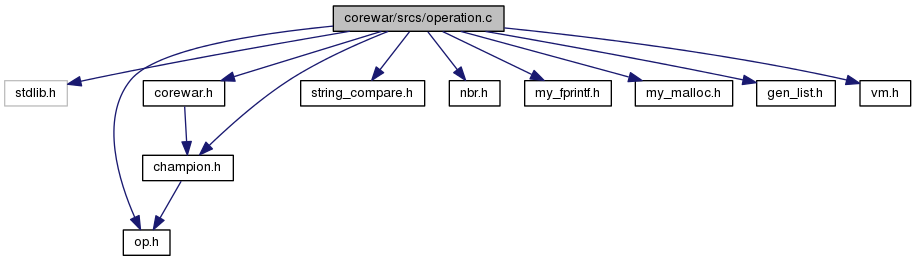 corewar/srcs/operation.c
stdlib.h
corewar.h
string_compare.h
nbr.h
my_fprintf.h
my_malloc.h
gen_list.h
vm.h
champion.h
op.h